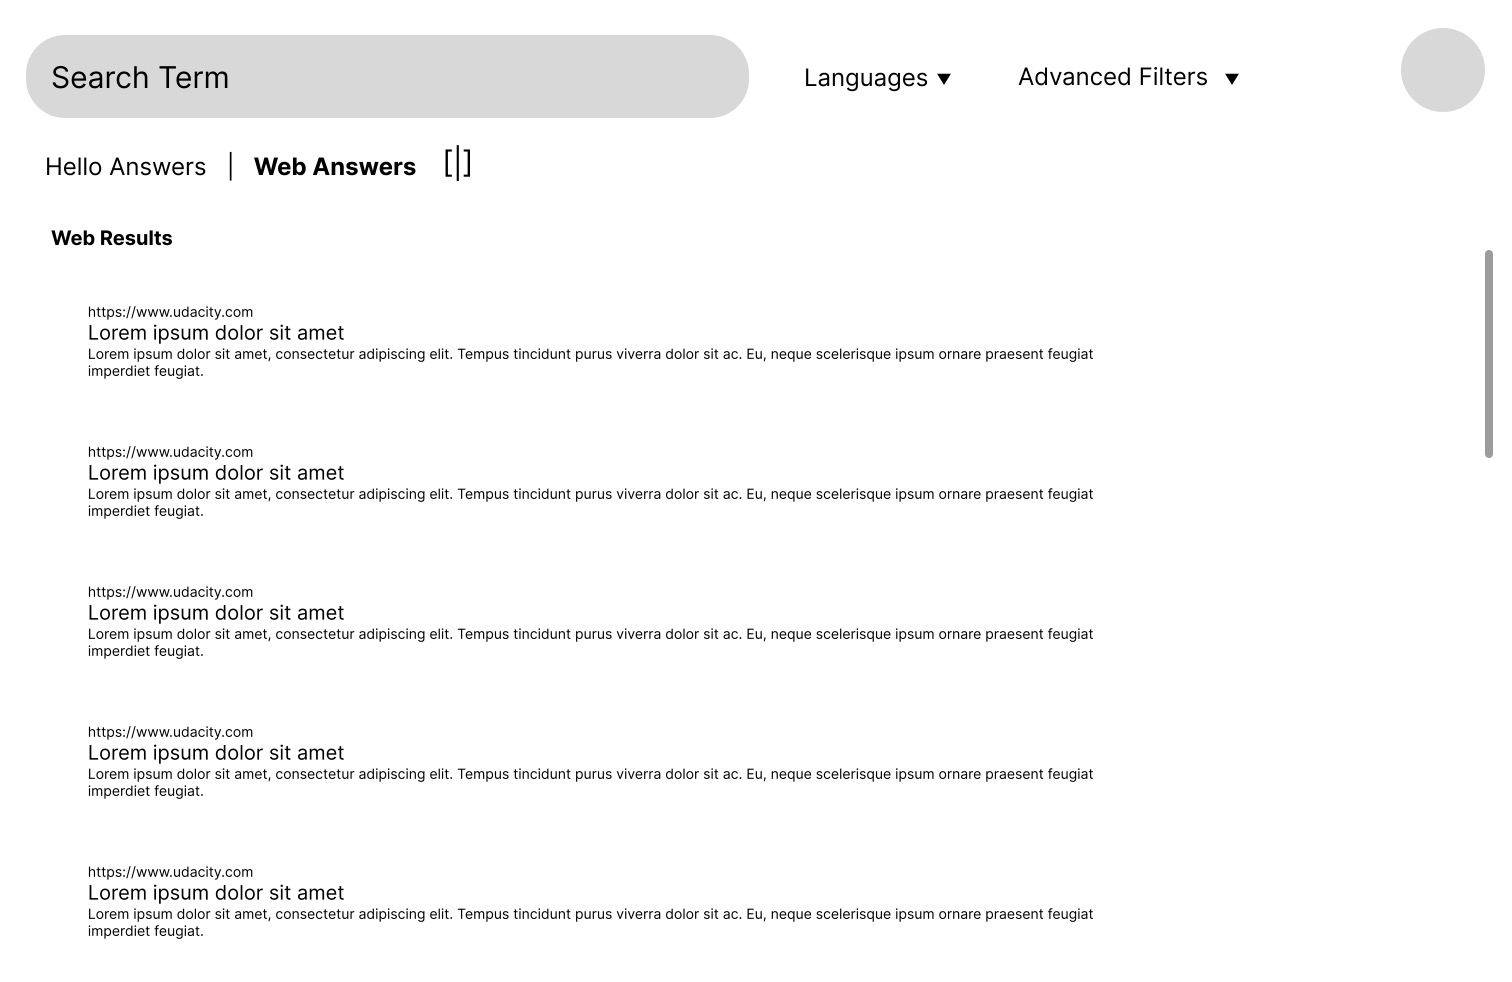 Search Term
Languages ▼
Advanced Filters ▼
Hello Answers | Web Answers [|]
Web Results
https://www.udacity.com
Lorem ipsum dolor sit amet
Lorem ipsum dolor sit amet, consectetur adipiscing elit. Tempus tincidunt purus viverra dolor sit ac. Eu, neque scelerisque ipsum ornare praesent feugiat
imperdiet feugiat.
https://www.udacity.com
Lorem ipsum dolor sit amet
Lorem ipsum dolor sit amet, consectetur adipiscing elit. Tempus tincidunt purus viverra dolor sit ac. Eu, neque scelerisque ipsum ornare praesent feugiat
imperdiet feugiat.
https://www.udacity.com
Lorem ipsum dolor sit amet
Lorem ipsum dolor sit amet, consectetur adipiscing elit. Tempus tincidunt purus viverra dolor sit ac. Eu, neque scelerisque ipsum ornare praesent feugiat
imperdiet feugiat.
https://www.udacity.com
Lorem ipsum dolor sit amet
Lorem ipsum dolor sit amet, consectetur adipiscing elit. Tempus tincidunt purus viverra dolor sit ac. Eu, neque scelerisque ipsum ornare praesent feugiat
imperdiet feugiat.
https://www.udacity.com
Lorem ipsum dolor sit amet
Lorem ipsum dolor sit amet, consectetur adipiscing elit. Tempus tincidunt purus viverra dolor sit ac. Eu, neque scelerisque ipsum ornare praesent feugiat
imperdiet feugiat.